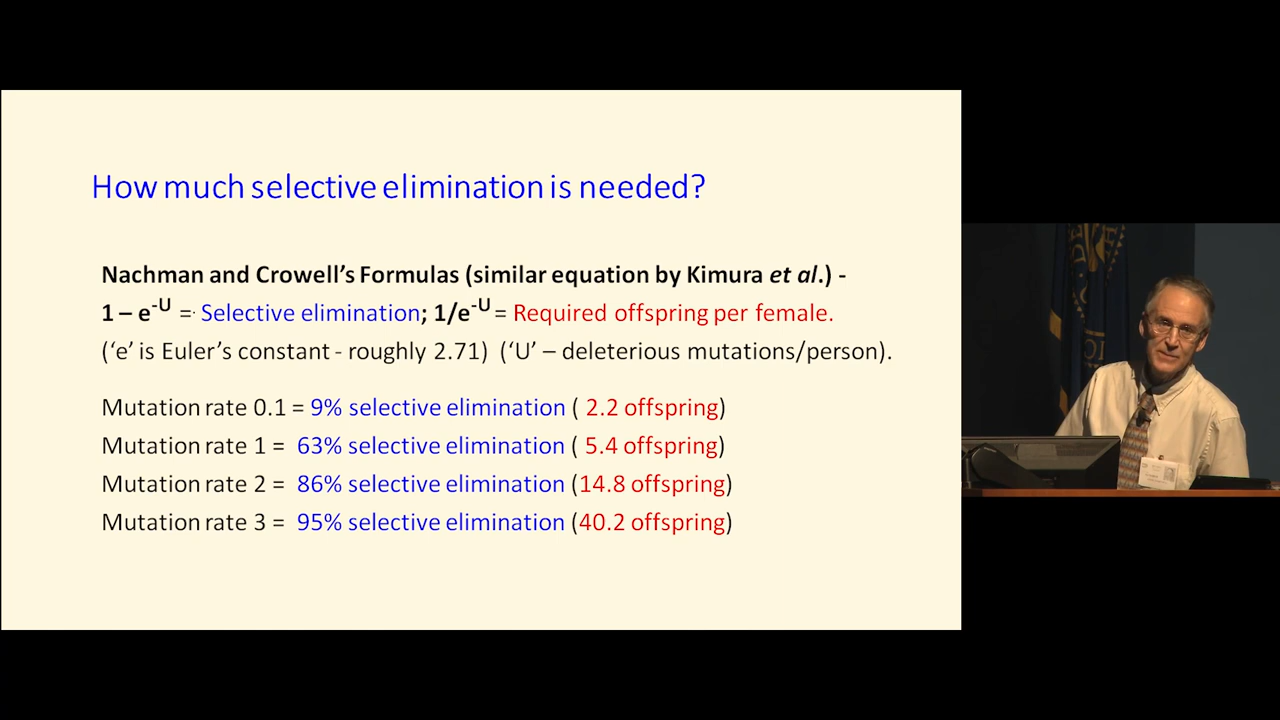 How much selective elimination is needed?
Nachman and Crowell's Formulas (similar equation by Kimura et al.) -
1 – e-U = Selective elimination; 1/e-U = Required offspring per female.
('e' is Euler's constant - roughly 2.71) ('U' – deleterious mutations/person).
Mutation rate 0.1 = 9% selective elimination ( 2.2 offspring)
Mutation rate 1 = 63% selective elimination ( 5.4 offspring)
Mutation rate 2 = 86% selective elimination (14.8 offspring)
Mutation rate 3 = 95% selective elimination (40.2 offspring)